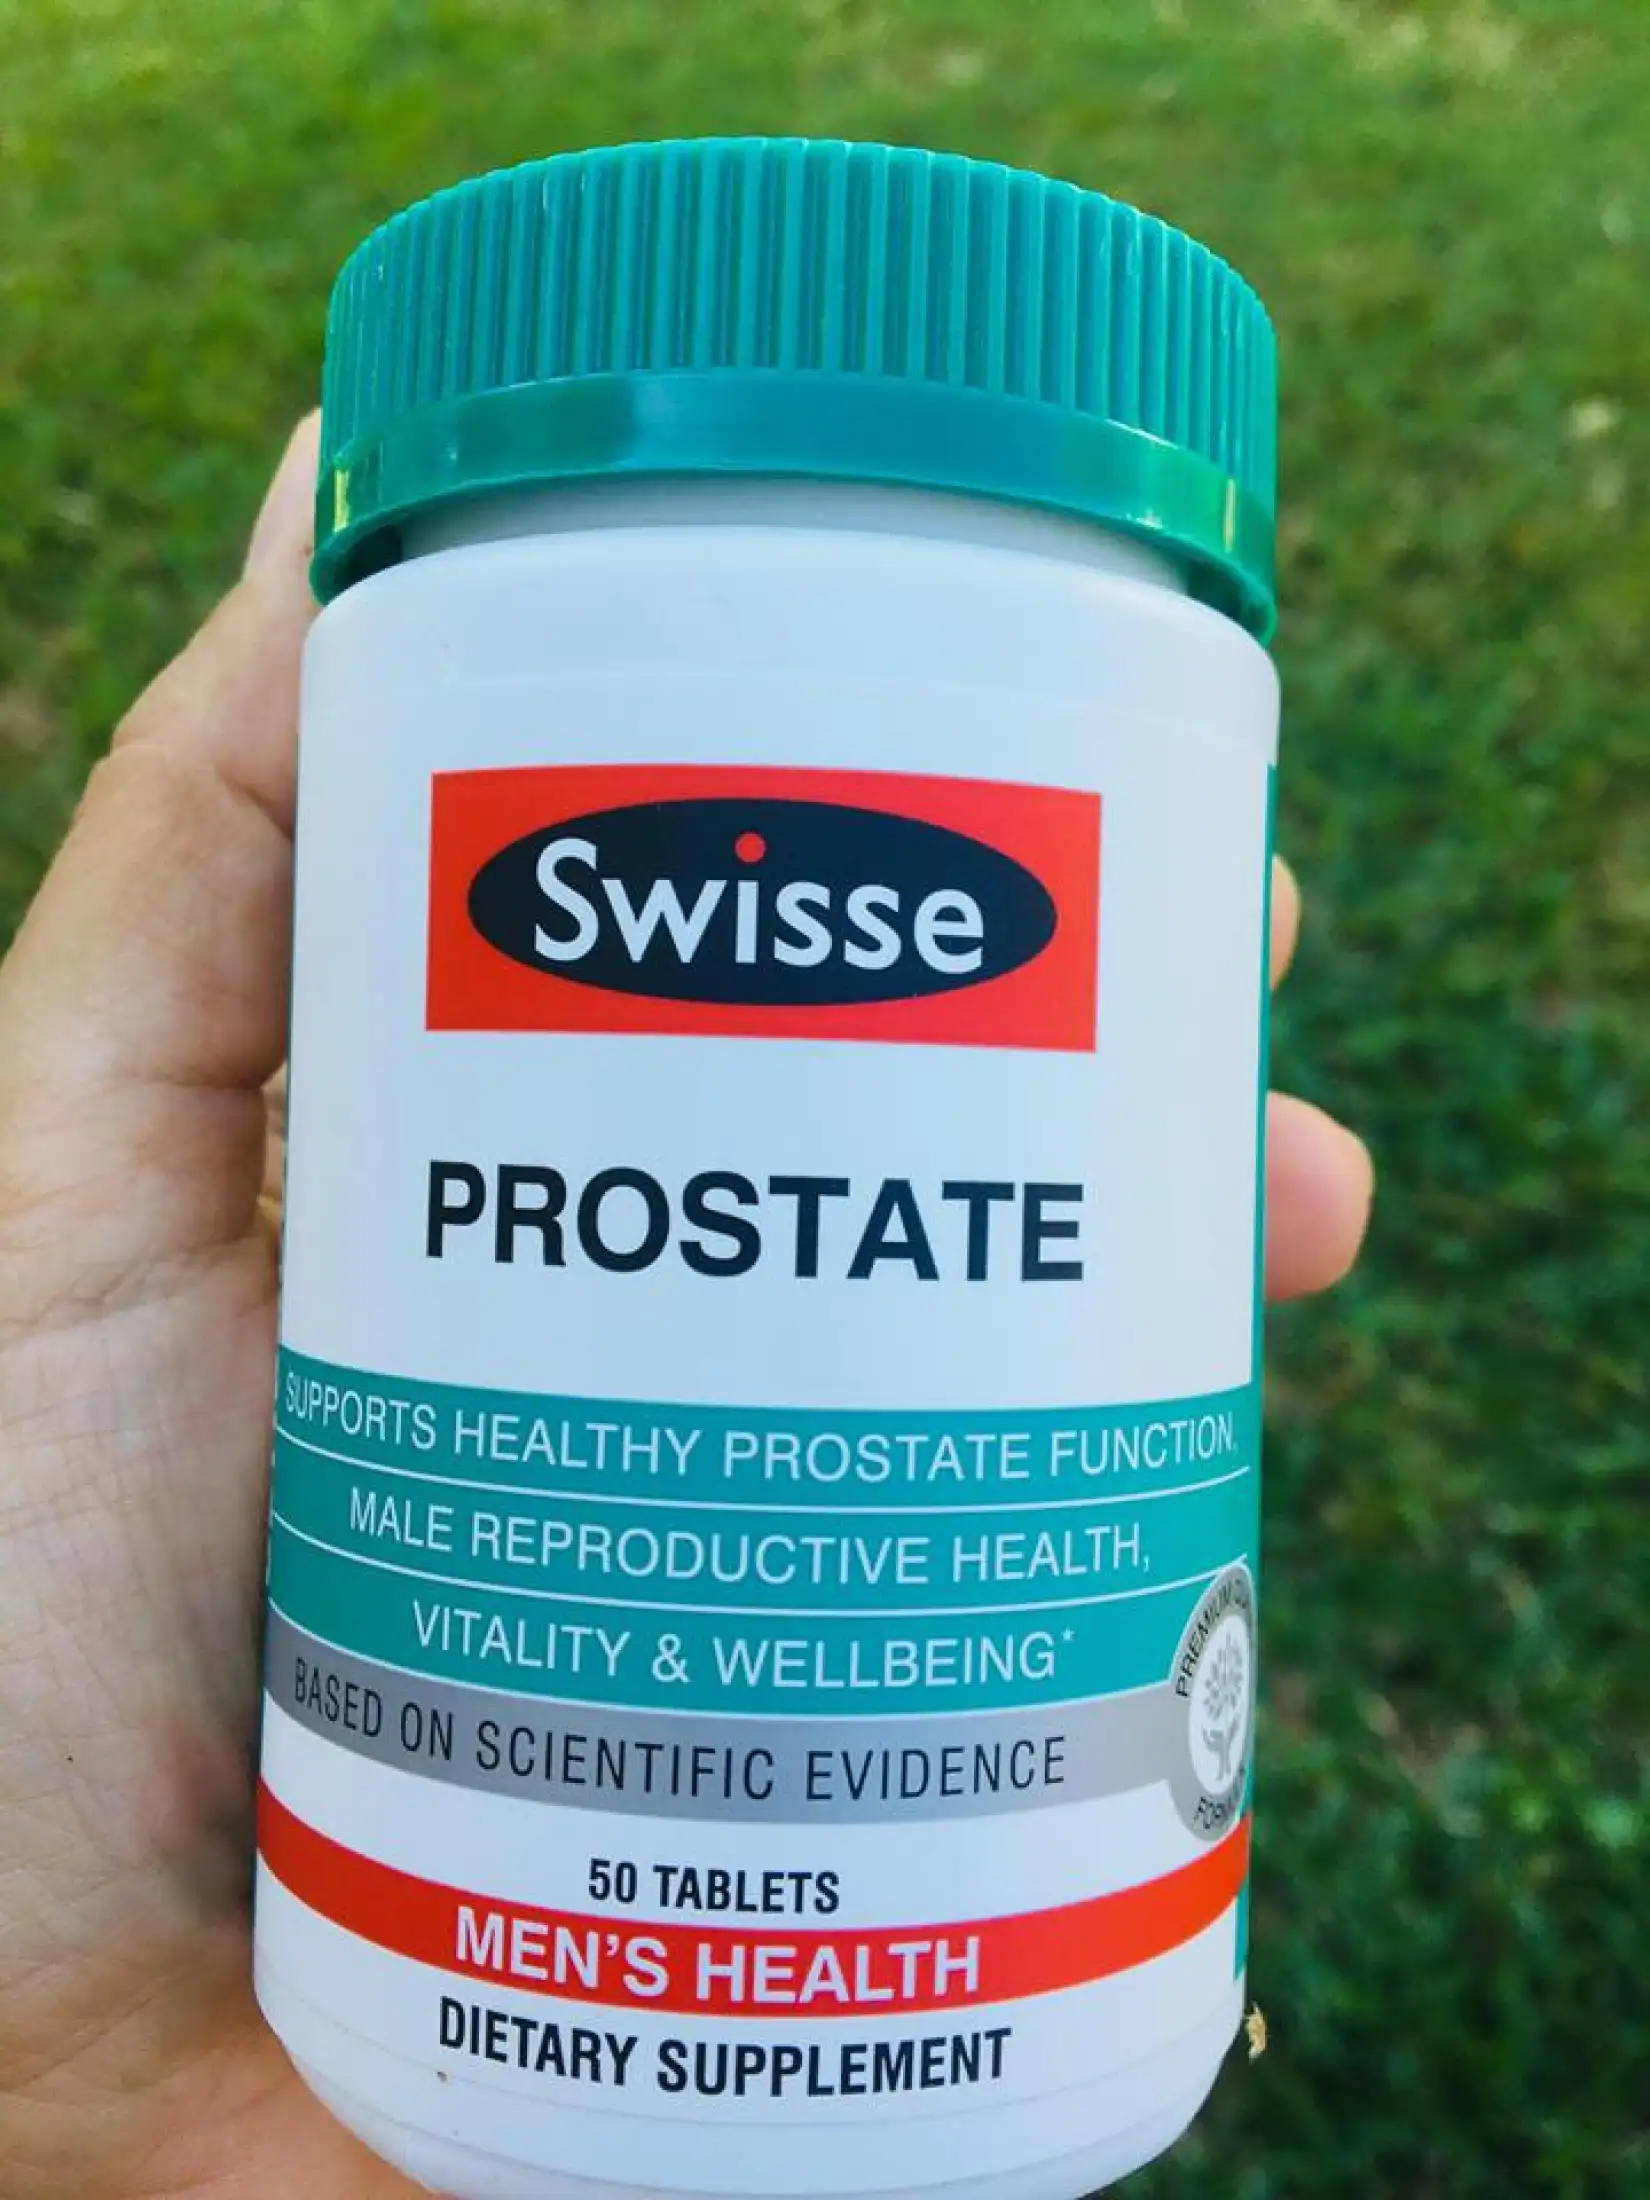 Swisse
PROSTATE
SUPPORTS HEALTHY PROSTATE FUNCTION,
MALE REPRODUCTIVE HEALTH,
VITALITY & WELLBEING*
BASED ON SCIENTIFIC EVIDENCE
PREMIUM
50 TABLETS
MEN'S HEALTH
DIETARY SUPPLEMENT